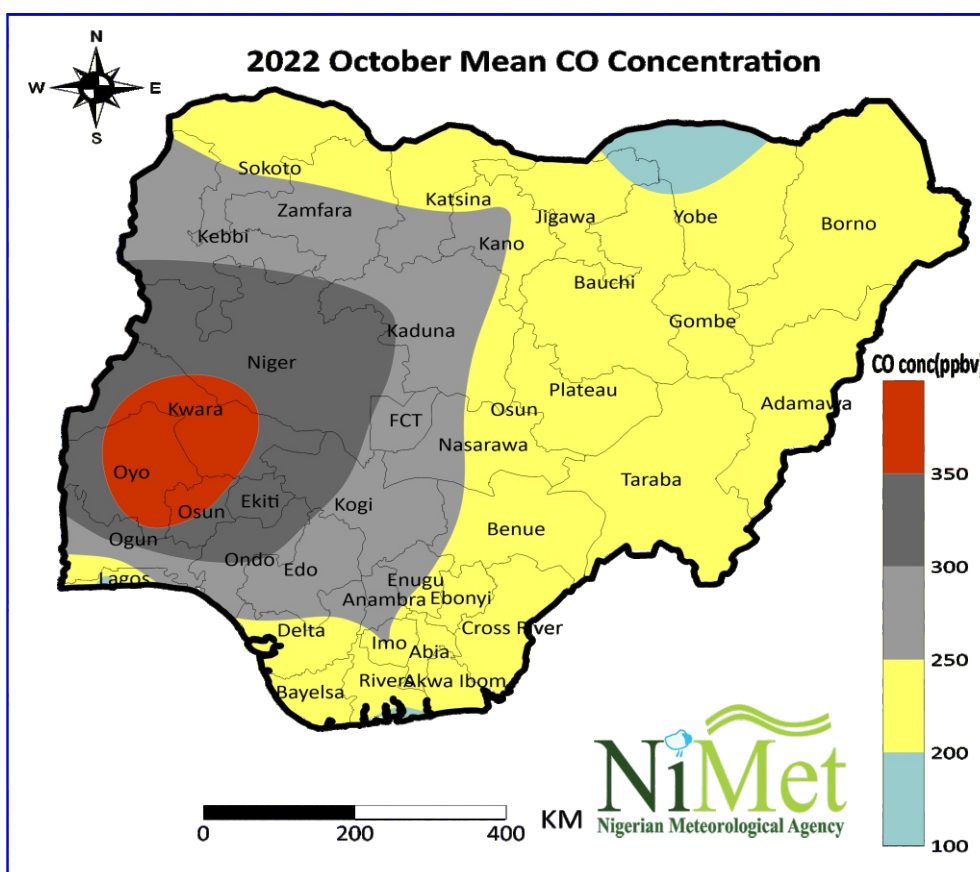 N
W E
S
2022 October Mean CO Concentration
Sokoto
Katsina
Zamfara
Jigawa
Yobe
Borno
Kebbi
Kano
Bauchi
Gombe
Kaduna
Niger
Plateau
Adamawa
Kwara
Osun
FCT
Nasarawa
Oyo
Taraba
Osun
Ekiti
Kogi
Benue
Ogun
Ondo
Edo
Enugu
Lagos
Anambra
Ebonyi
Delta
Cross River
Imo
Abia
Bayelsa
Rivers
Akwa Ibom
CO conc(ppbv)
350
300
250
200
100
0 200 400 KM
NiMet
Nigerian Meteorological Agency